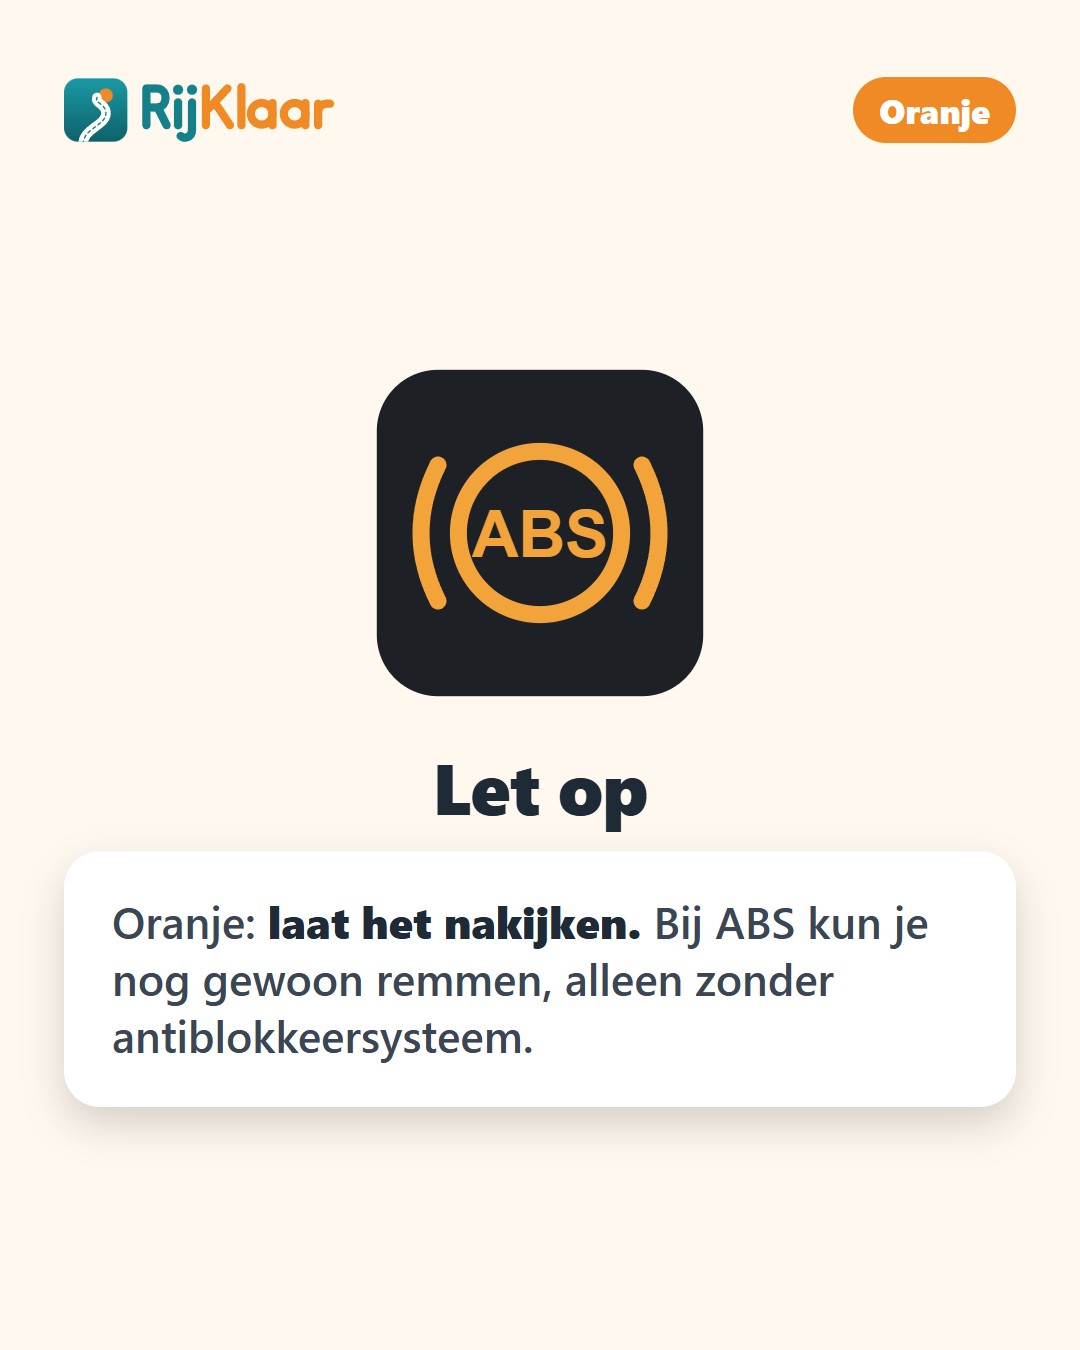 RijKlaar
Oranje
ABS
Let op
Oranje: laat het nakijken. Bij ABS kun je
nog gewoon remmen, alleen zonder
antiblokkeersysteem.